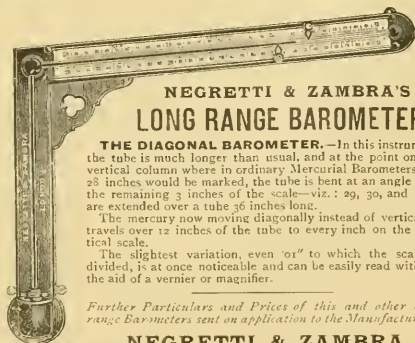 NEGRETTI & ZAMBRA'S
LONG RANGE BAROMETER
THE DIAGONAL BAROMETER.—In this instrum
the tube is much longer than usual, and at the point on
vertical column where in ordinary Mercurial Barometers
28 inches would be marked, the tube is bent at an angle
the remaining 3 inches of the scale—viz.: 29, 30, and
are extended over a tube 36 inches long.
The mercury now moving diagonally instead of vertic
travels over 12 inches of the tube to every inch on the
tical scale.
The slightest variation, even ·01" to which the sca
divided, is at once noticeable and can be easily read with
the aid of a vernier or magnifier.
Further Particulars and Prices of this and other
range Barometers sent on application to the Manufactu
NEGRETTI & ZAMBRA
NEGRETTI & ZAMBRA
LONDON